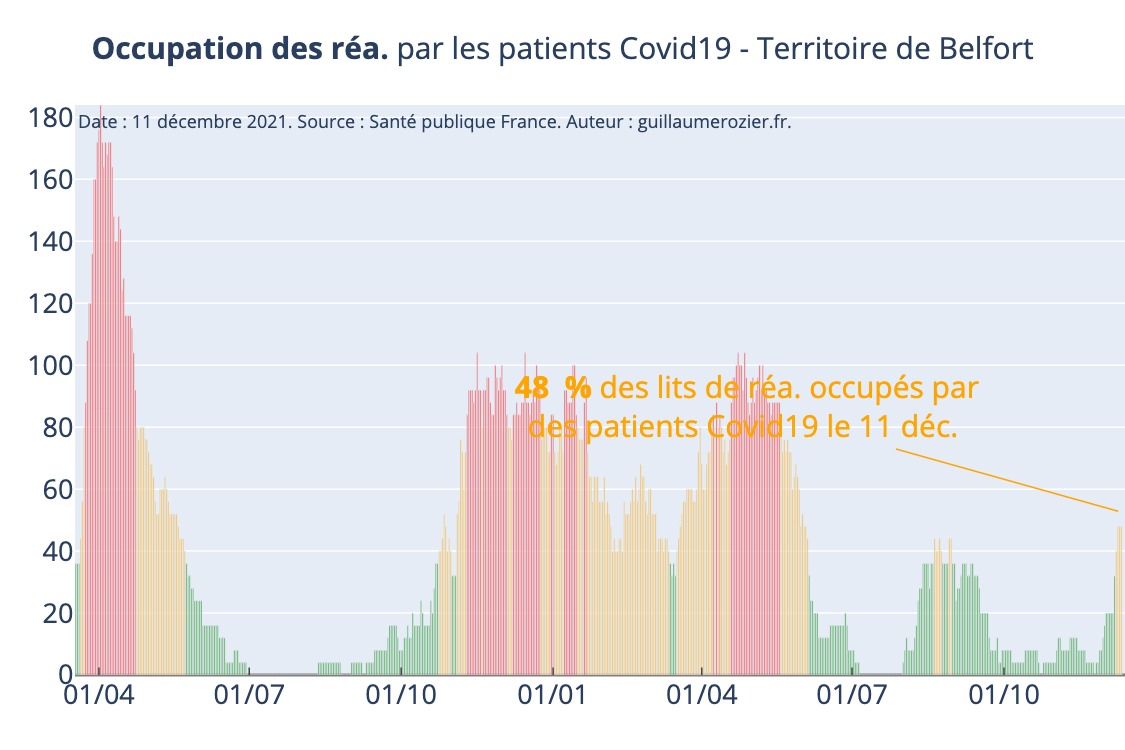 Occupation des réa. par les patients Covid19 - Territoire de Belfort
180
Date : 11 décembre 2021. Source : Santé publique France. Auteur : guillaumerozier.fr.
160
140
120
100
48 % des lits de réa. occupés par
des patients Covid19 le 11 déc.
80
60
40
20
0
01/04 01/07 01/10 01/01 01/04 01/07 01/10